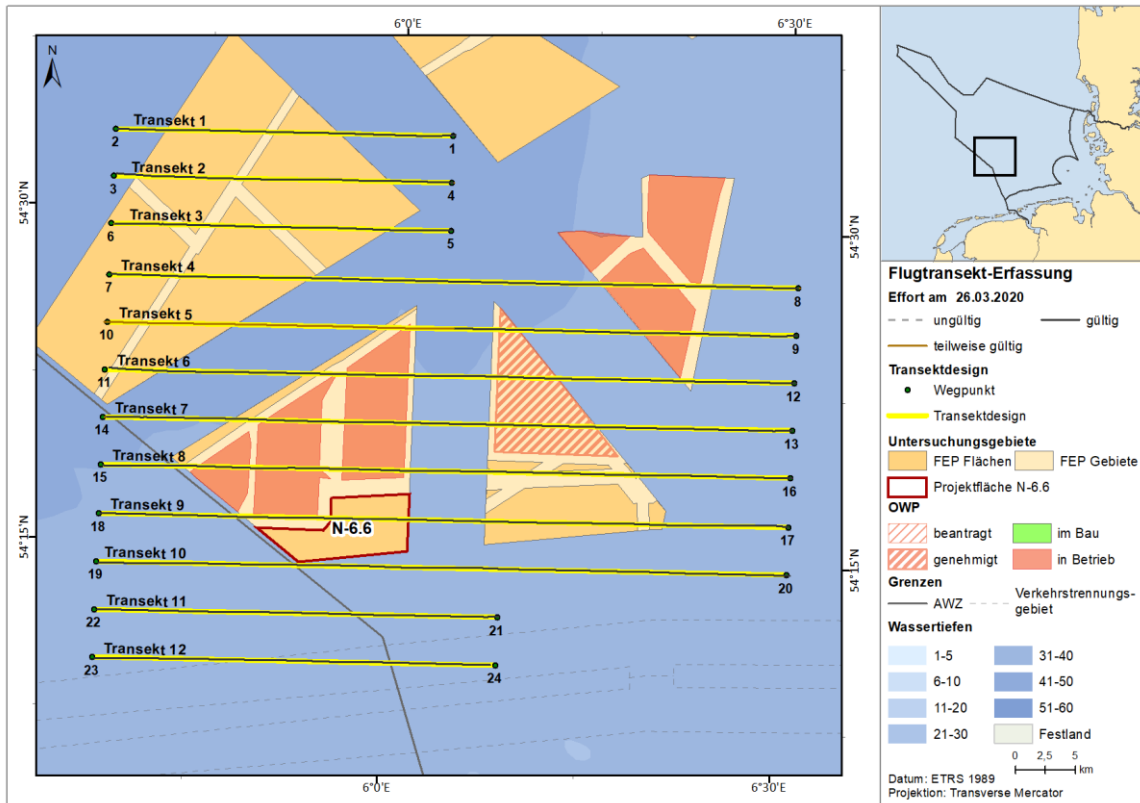 6°0'E
6°30'E
N
Transekt 1
2
1
Transekt 2
3
4
54°30'N
Transekt 3
6
5
54°30'N
Transekt 4
7
8
Transekt 5
10
9
Transekt 6
11
12
Transekt 7
14
13
Transekt 8
15
16
Transekt 9
18
N-6.6
17
54°15'N
Transekt 10
19
20
54°15'N
Transekt 11
22
21
Transekt 12
23
24
6°0'E
6°30'E
Flugtransekt-Erfassung
Effort am 26.03.2020
ungültig
gültig
teilweise gültig
Transektdesign
Wegpunkt
Transektdesign
Untersuchungsgebiete
FEP Flächen
FEP Gebiete
Projektfläche N-6.6
OWP
beantragt
im Bau
genehmigt
in Betrieb
Grenzen
AWZ
Verkehrstrennungs-
gebiet
Wassertiefen
1-5
31-40
6-10
41-50
11-20
51-60
21-30
Festland
0 2,5 5
km
Datum: ETRS 1989
Projektion: Transverse Mercator